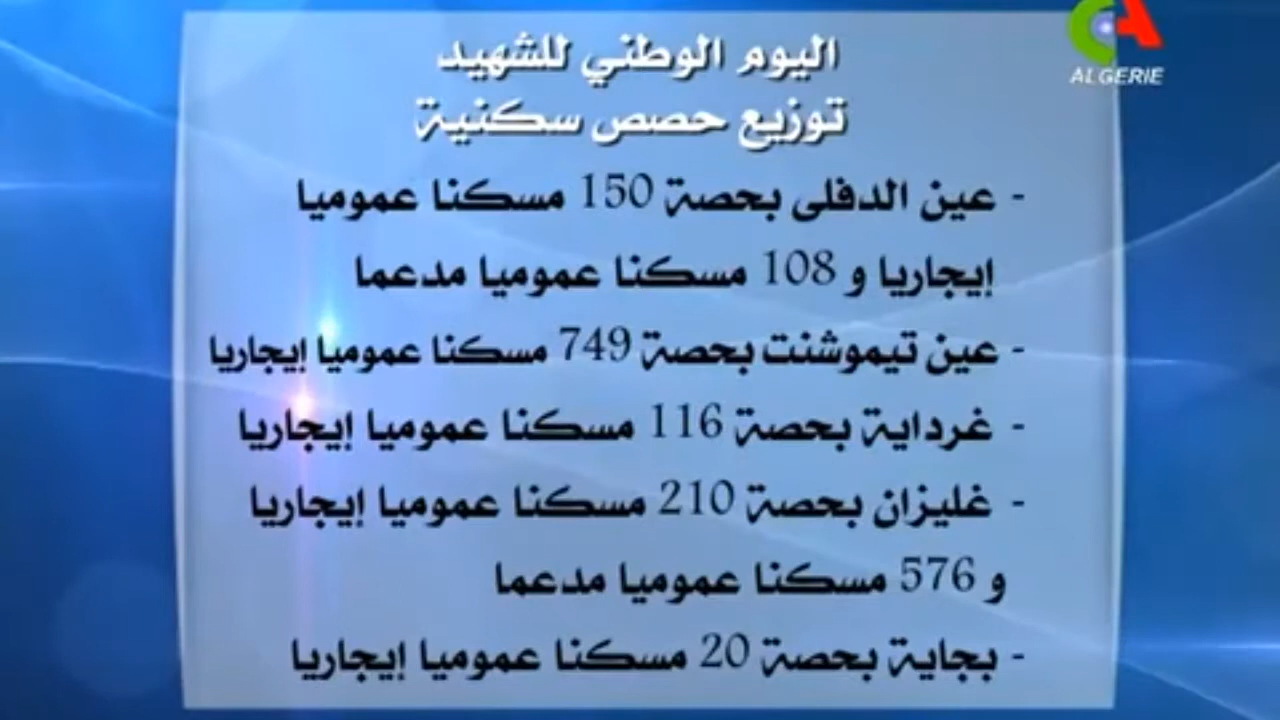 ALGERIE
اليوم الوطني للشهيد
توزيع حصص سكنية
- عين الدفلى بحصة 150 مسكنا عموميا
إيجاريا و 108 مسكنا عموميا مدعما
- عين تيموشنت بحصة 749 مسكنا عموميا إيجاريا
- غرداية بحصة 116 مسكنا عموميا إيجاريا
- غليزان بحصة 210 مسكنا عموميا إيجاريا
و 576 مسكنا عموميا مدعما
- بجاية بحصة 20 مسكنا عموميا إيجاريا